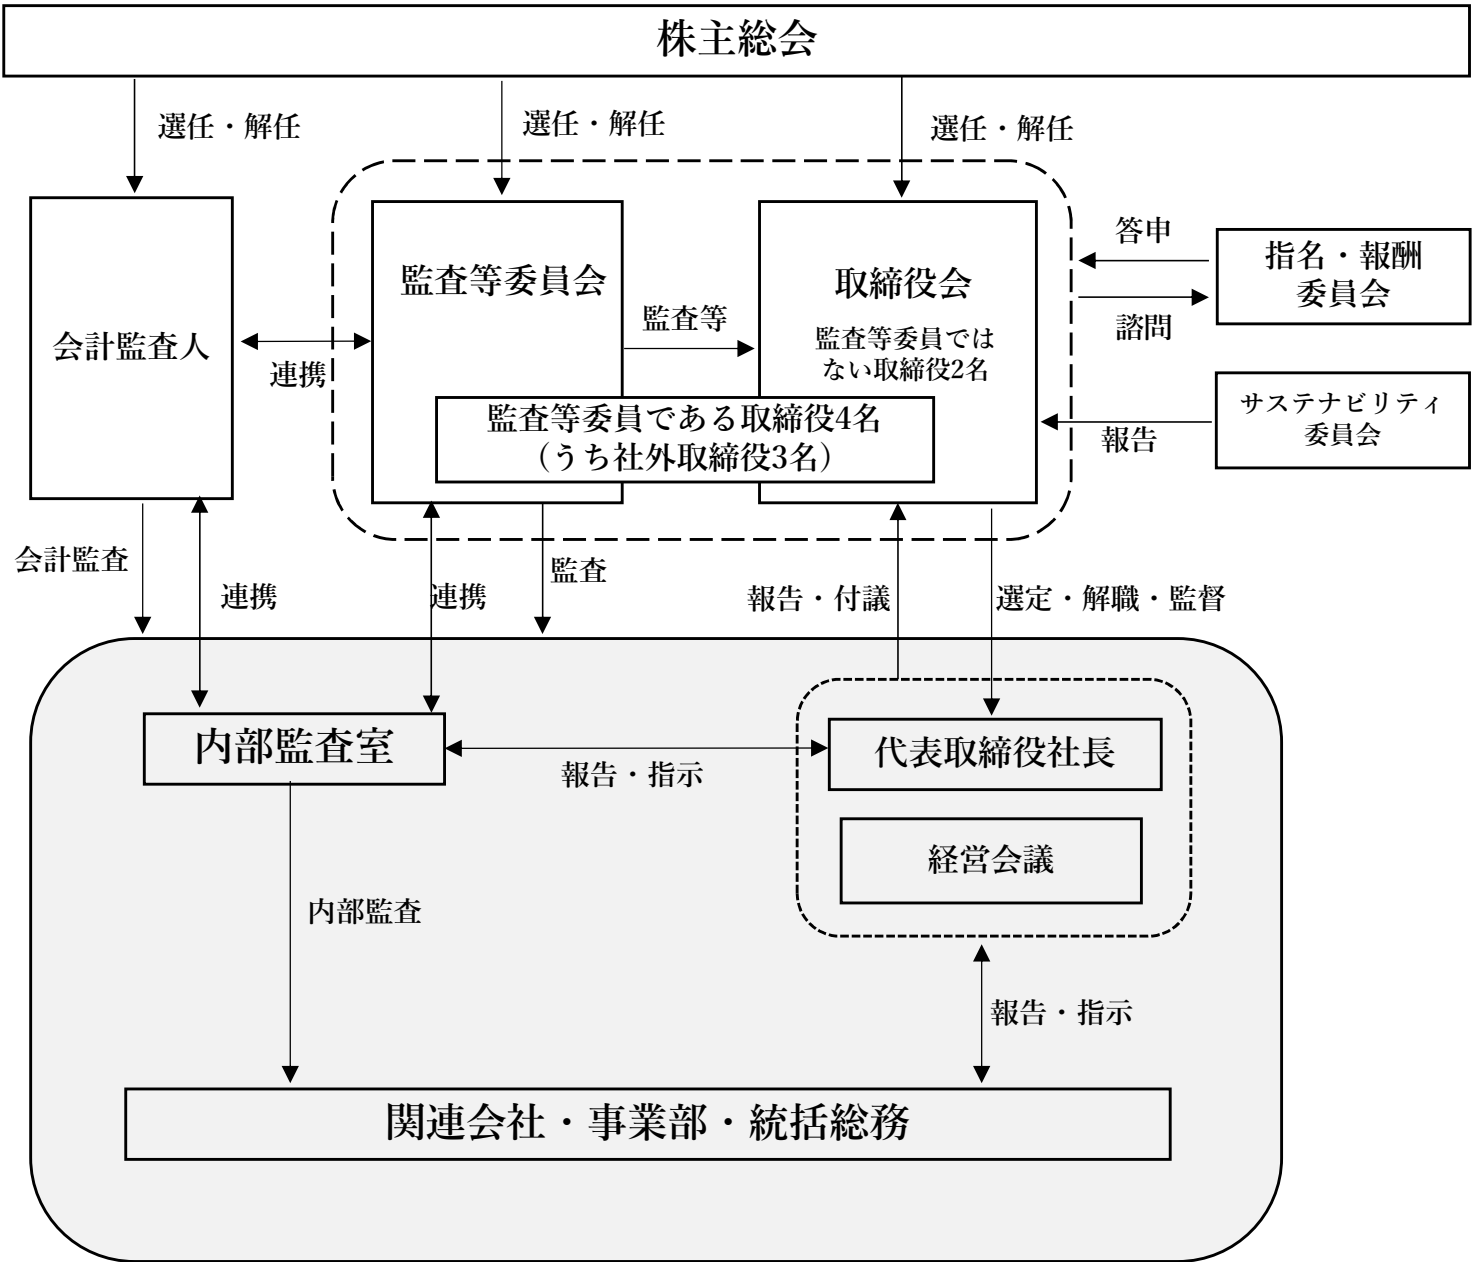 株主総会
選任・解任
選任・解任
選任・解任
会計監査人
連携
監査等委員会
監査等
取締役会
監査等委員では
ない取締役2名
監査等委員である取締役4名
（うち社外取締役3名）
答申
諮問
指名・報酬
委員会
サステナビリティ
委員会
報告
会計監査
連携
連携
監査
報告・付議
選定・解職・監督
内部監査室
報告・指示
代表取締役社長
経営会議
内部監査
報告・指示
関連会社・事業部・統括総務